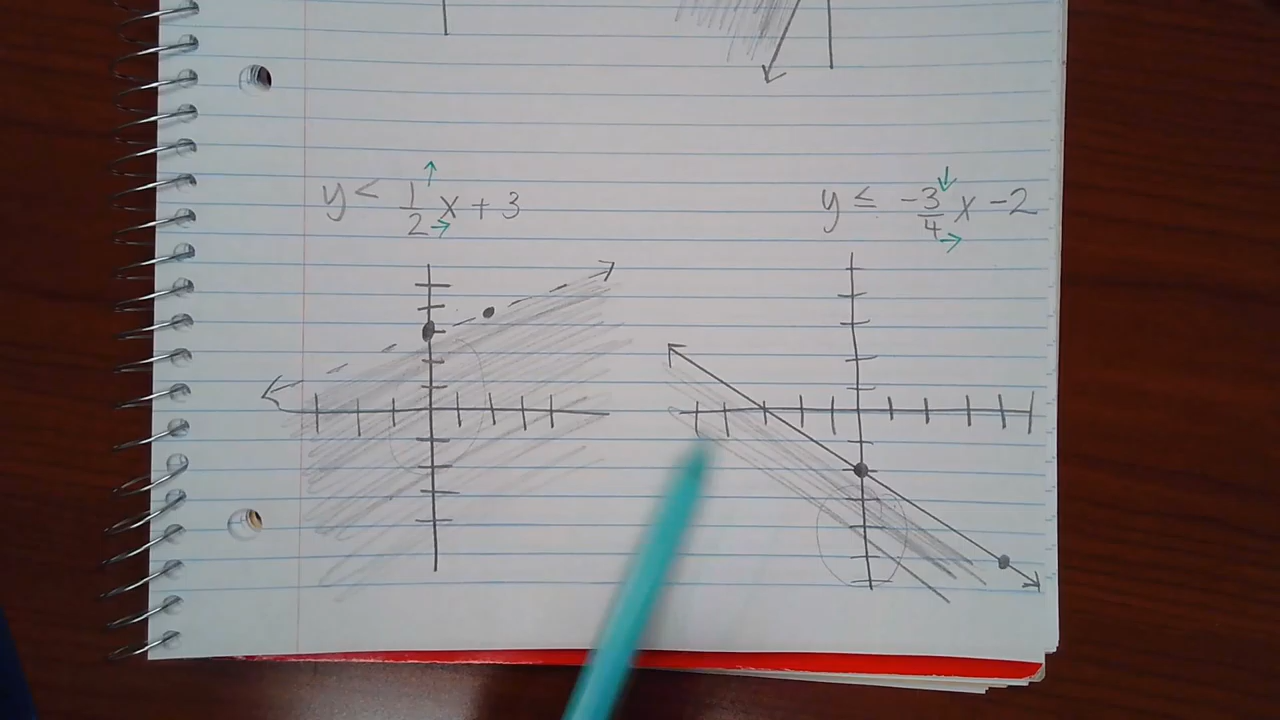 y < 1/2 x + 3
y ≤ -3/4 x - 2